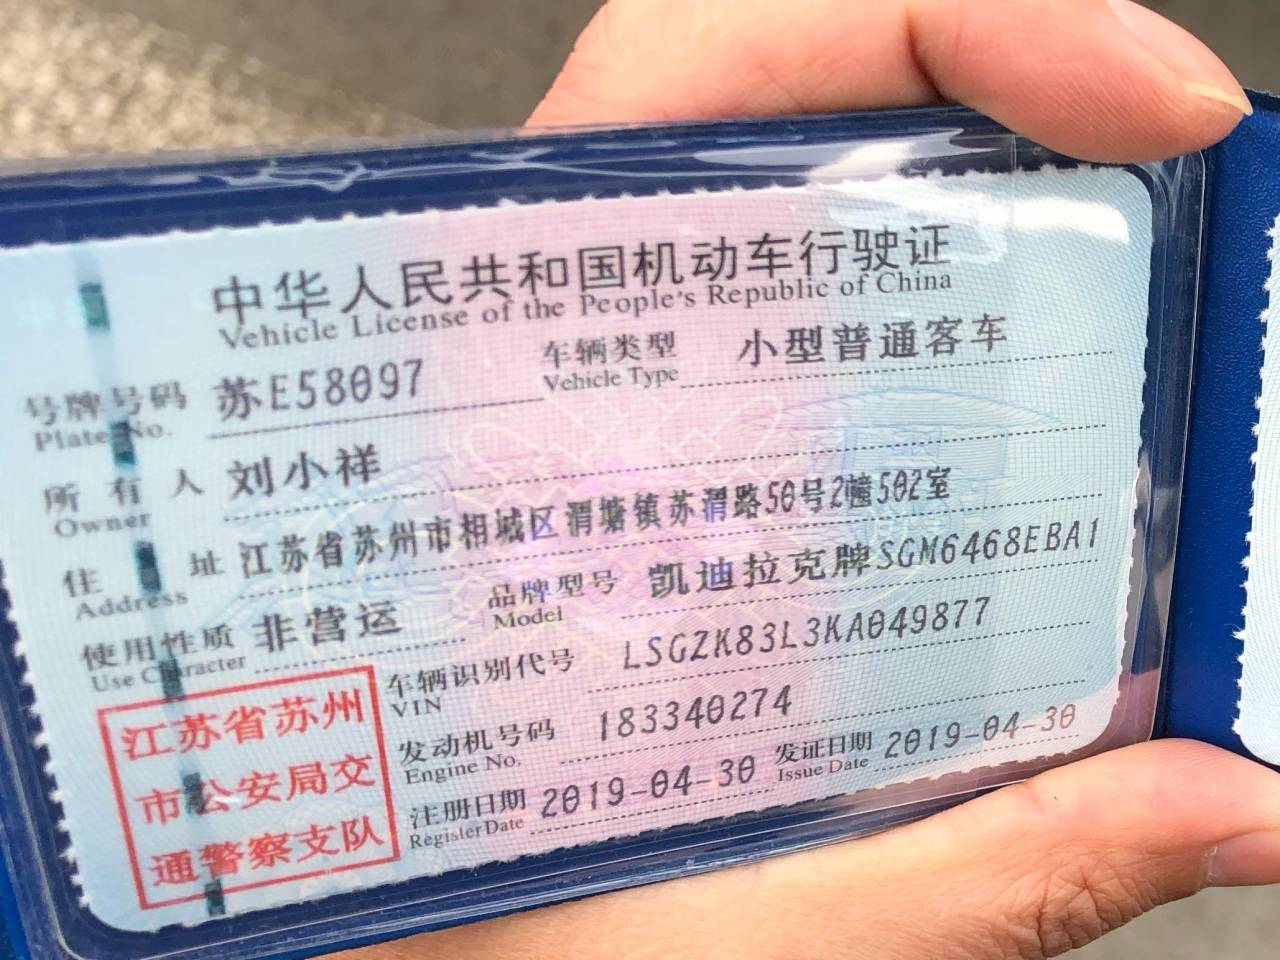 中华人民共和国机动车行驶证
Vehicle License of the People's Republic of China
号牌号码 苏E58097 车辆类型 小型普通客车
Plate No. Vehicle Type
所有人 刘小祥
Owner
住址 江苏省苏州市相城区渭塘镇苏渭路50号2幢502室
Address
使用性质 非营运 品牌型号 凯迪拉克牌SGM6468EBA1
Use Character Model
车辆识别代号 LSGZK83L3KA049877
VIN
发动机号码 183340274
Engine No.
注册日期 2019-04-30 发证日期 2019-04-30
Register Date Issue Date
江苏省苏州
市公安局交
通警察支队